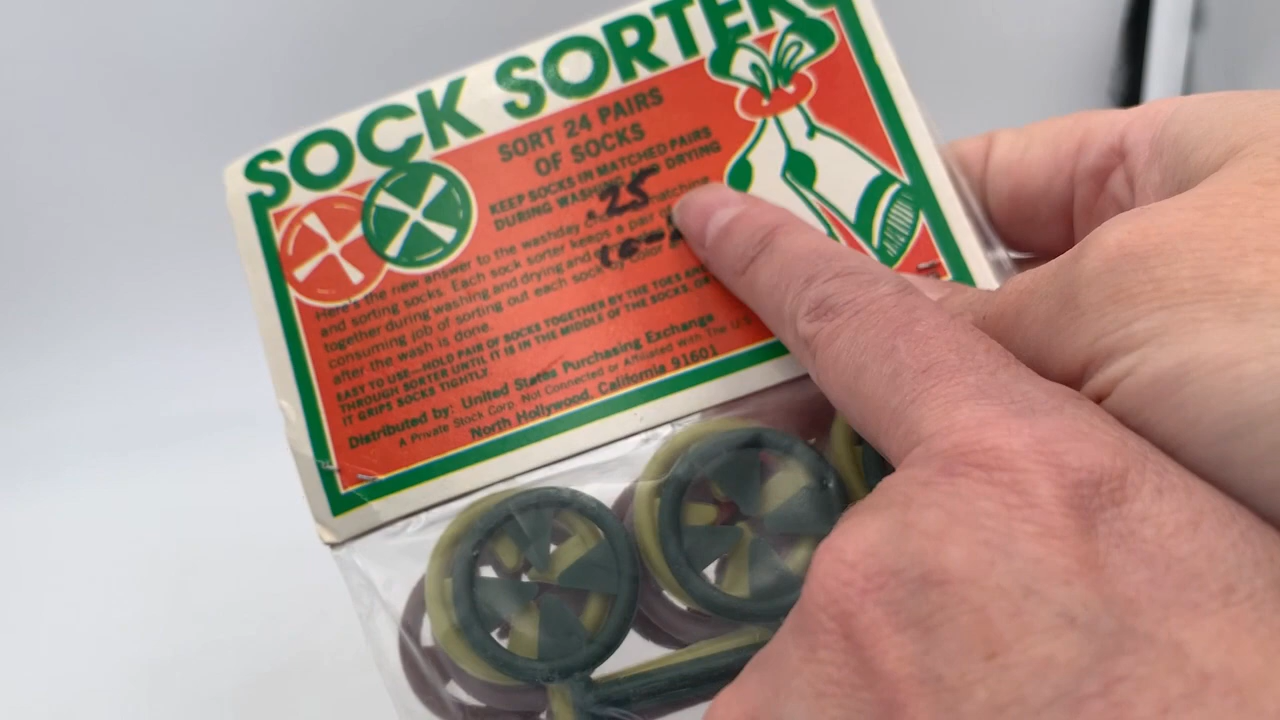 SOCK SORTERS
SORT 24 PAIRS
OF SOCKS
KEEP SOCKS IN MATCHED PAIRS
DURING WASHING DRYING
.25
Here's the new answer to the washday matching
and sorting socks. Each sock sorter keeps a pair
together during washing and drying and
consuming job of sorting out each sock by color
after the wash is done.
EASY TO USE—HOLD PAIR OF SOCKS TOGETHER BY THE TOES AND
THROUGH SORTER UNTIL IT IS IN THE MIDDLE OF THE SOCKS.
IT GRIPS SOCKS TIGHTLY.
Distributed by: United States Purchasing Exchange
A Private Stock Corp. Not Connected or Affiliated With The U.S.
North Hollywood, California 91601